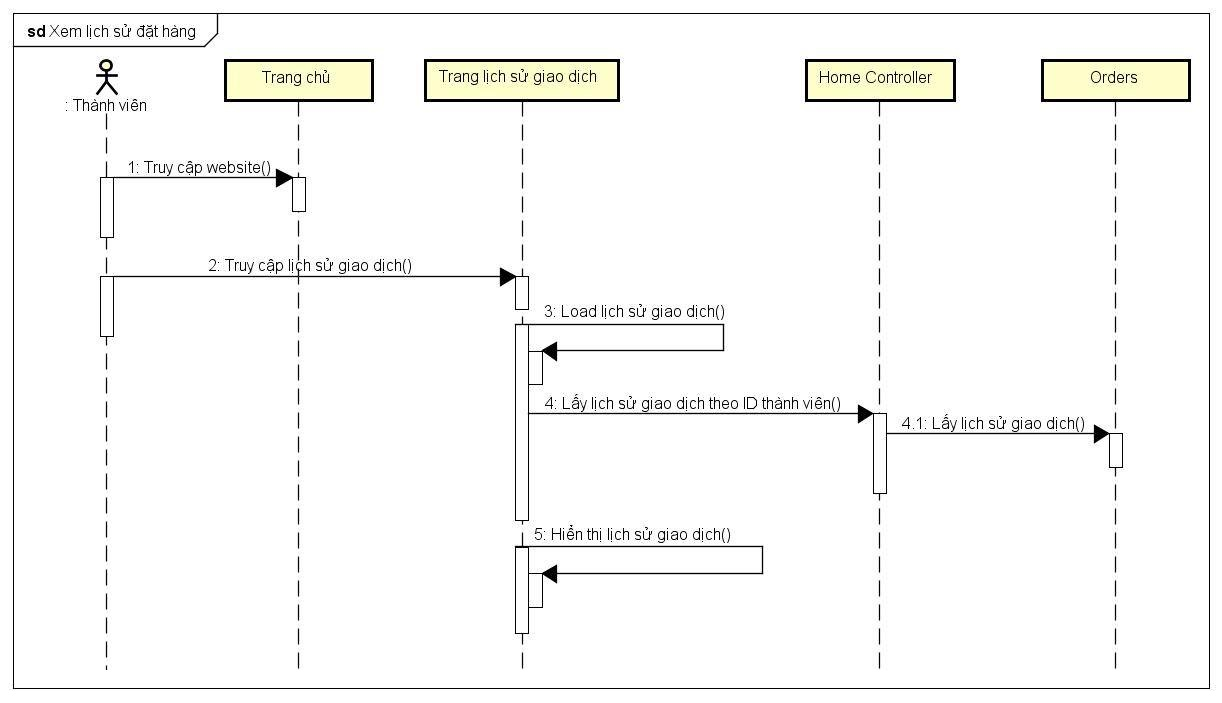 sd Xem lịch sử đặt hàng
: Thành viên
Trang chủ
Trang lịch sử giao dịch
Home Controller
Orders
1: Truy cập website()
2: Truy cập lịch sử giao dịch()
3: Load lịch sử giao dịch()
4: Lấy lịch sử giao dịch theo ID thành viên()
4.1: Lấy lịch sử giao dịch()
5: Hiển thị lịch sử giao dịch()